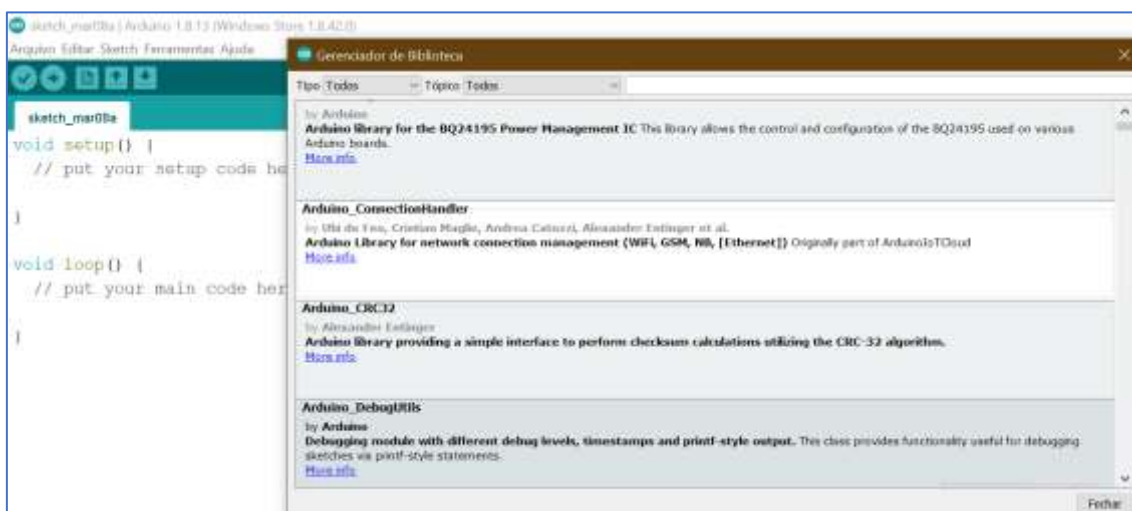 sketch_mar08a | Arduino 1.8.13 (Windows Store 1.8.42.0)
Arquivo Editar Sketch Ferramentas Ajuda
sketch_mar08a
void setup() {
// put your setup code he
}
void loop() {
// put your main code her
}
Gerenciador de Biblioteca
Tipo Todos Tópico Todos
by Arduino
Arduino library for the BQ24195 Power Management IC This library allows the control and configuration of the BQ24195 used on various
Arduino boards.
More info
Arduino_ConnectionHandler
by Ubi de Feo, Cristian Maglie, Andrea Catozzi, Alexander Entinger et al.
Arduino Library for network connection management (WiFi, GSM, NB, [Ethernet]) Originally part of ArduinoIoTCloud
More info
Arduino_CRC32
by Alexander Entinger
Arduino library providing a simple interface to perform checksum calculations utilizing the CRC-32 algorithm.
More info
Arduino_DebugUtils
by Arduino
Debugging module with different debug levels, timestamps and printf-style output. This class provides functionality useful for debugging
sketches via printf-style statements.
More info
Fechar